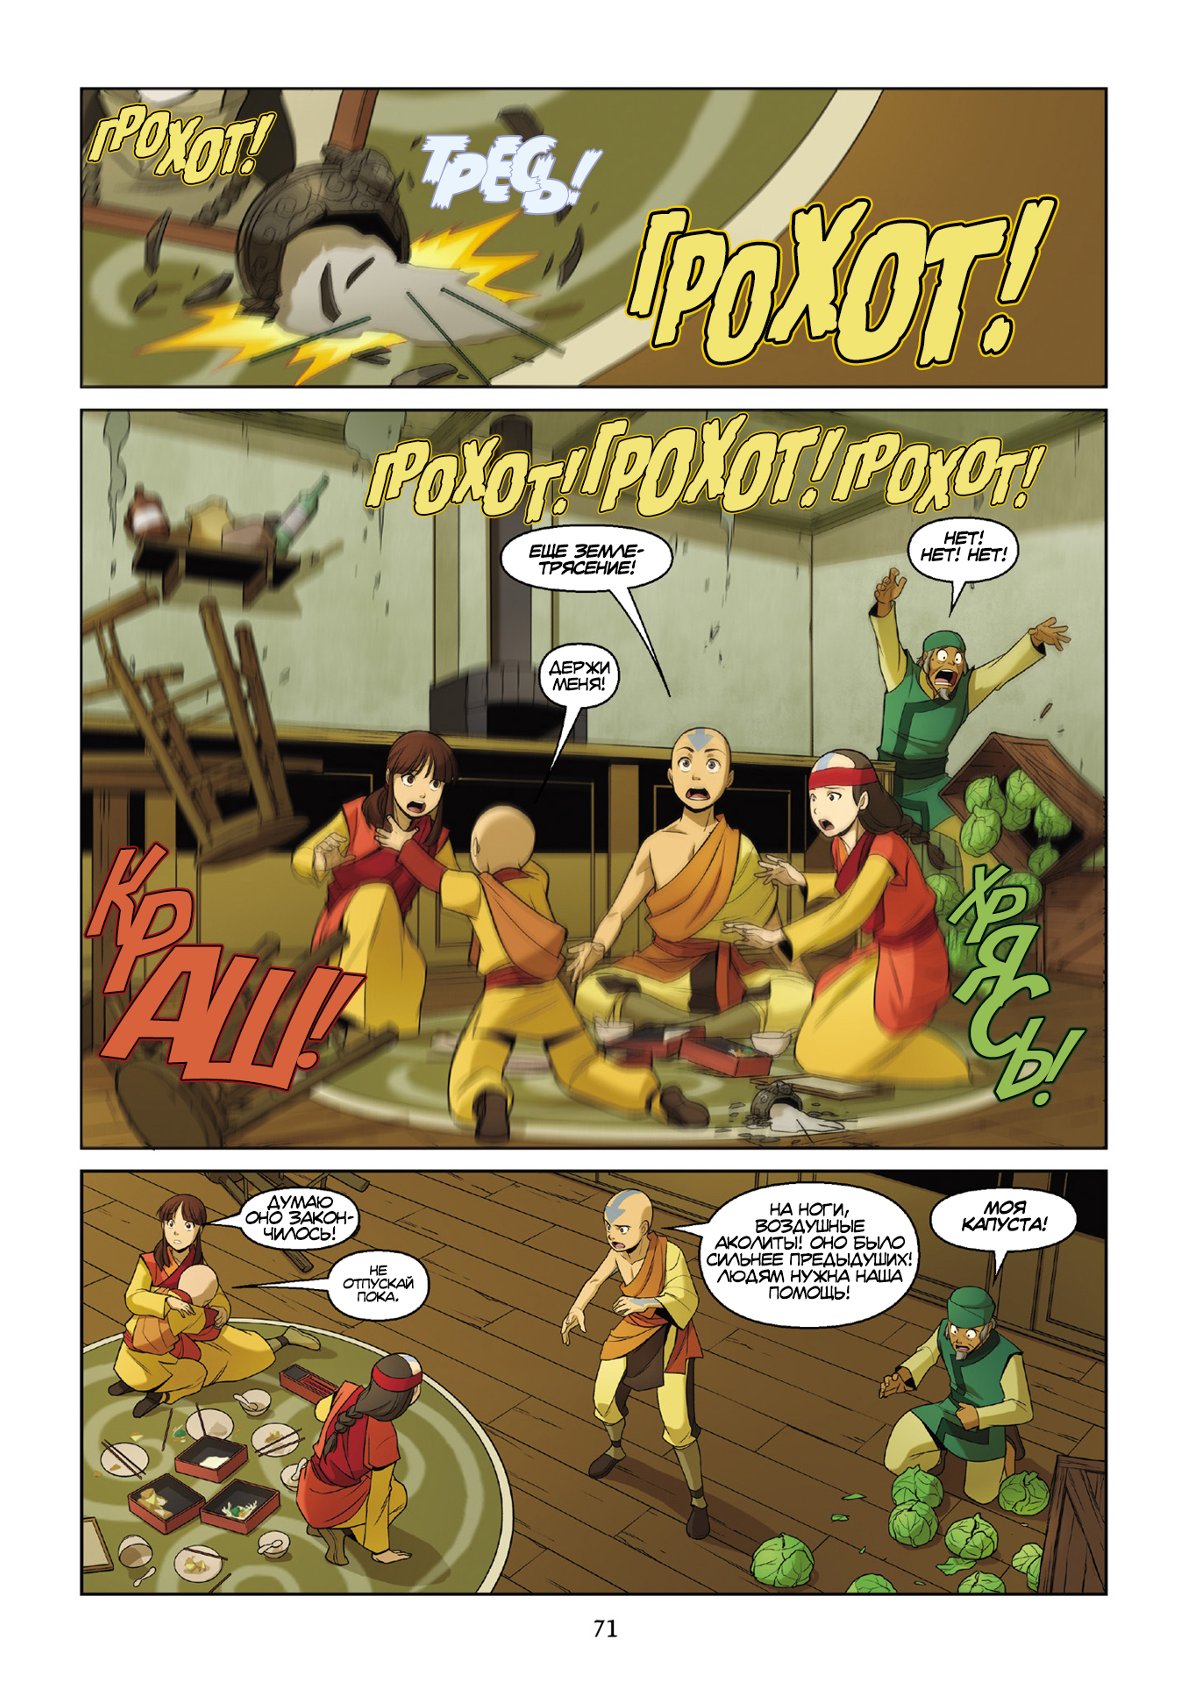 ГРОХОТ!
ТРЕСЬ!
ГРОХОТ!
ГРОХОТ!
ГРОХОТ!
ГРОХОТ!
ЕЩЕ ЗЕМЛЕ-
ТРЯСЕНИЕ!
НЕТ!
НЕТ! НЕТ!
ДЕРЖИ
МЕНЯ!
КРАШ!!
ХРЯСЬ!
ДУМАЮ
ОНО ЗАКОН-
ЧИЛОСЬ!
НЕ
ОТПУСКАЙ
ПОКА.
НА НОГИ,
ВОЗДУШНЫЕ
АКОЛИТЫ! ОНО БЫЛО
СИЛЬНЕЕ ПРЕДЫДУШИХ!
ЛЮДЯМ НУЖНА НАША
ПОМОЩЬ!
МОЯ
КАПУСТА!
71